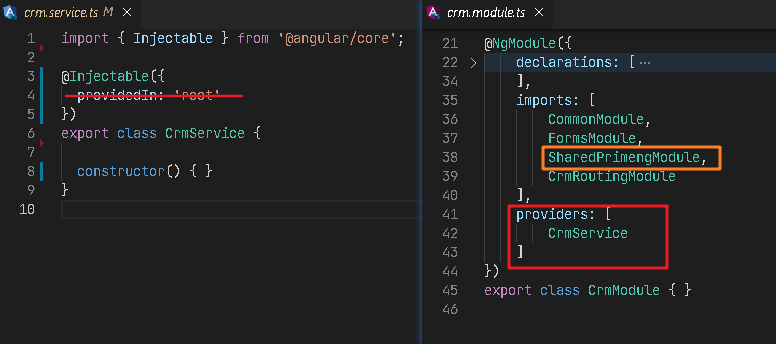 crm.service.ts M ×
1 import { Injectable } from '@angular/core';
2
3 @Injectable({
4 providedIn: 'root'
5 })
6 export class CrmService {
7
8 constructor() { }
9 }
10
crm.module.ts ×
21 @NgModule({
22 declarations: [ ···
34 ],
35 imports: [
36 CommonModule,
37 FormsModule,
38 SharedPrimengModule,
39 CrmRoutingModule
40 ],
41 providers: [
42 CrmService
43 ]
44 })
45 export class CrmModule { }
46